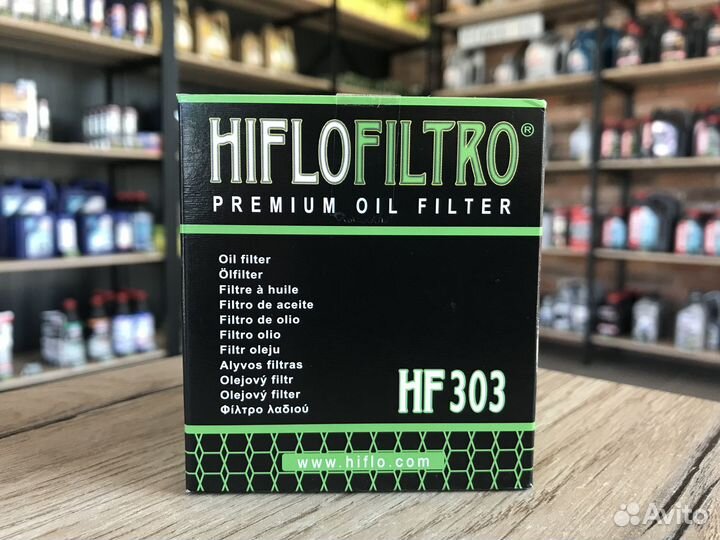 HIFLOFILTRO®
PREMIUM OIL FILTER
Oil filter
Ölfilter
Filtre à huile
Filtro de aceite
Filtro de olio
Filtro olio
Filtr oleju
Alyvos filtras
Olejový filtr
Olejový filter
Φίλτρο λαδιού
HF303
www.hiflo.com
Avito